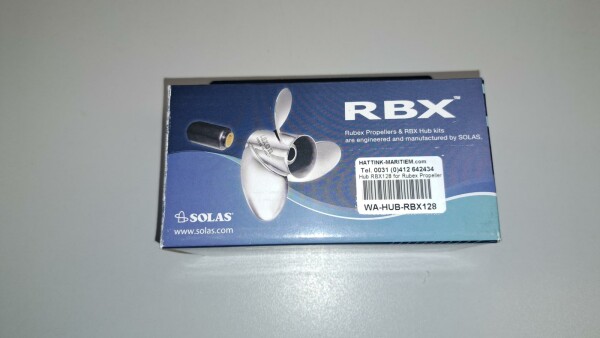 RBX™
Rubex Propellers & RBX Hub kits
are engineered and manufactured by SOLAS.
HATTINK-MARITIEM.com
Tel. 0031 (0)412 642434
Hub RBX128 for Rubex Propeller
WA-HUB-RBX128
SOLAS®
www.solas.com